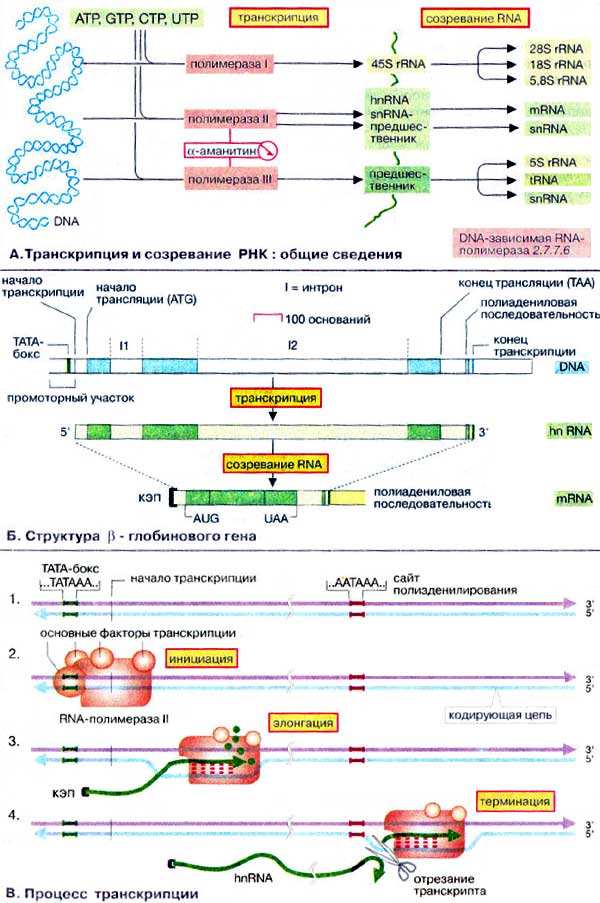 ATP, GTP, CTP, UTP
транскрипция
созревание RNA
полимераза I
45S rRNA
28S rRNA
18S rRNA
5,8S rRNA
полимераза II
hnRNA
snRNA-
предшес-
твенник
mRNA
snRNA
α-аманитин
полимераза III
предшес-
твенник
5S rRNA
tRNA
snRNA
DNA
DNA-зависимая RNA-
полимераза 2.7.7.6
А.Транскрипция и созревание РНК : общие сведения
начало
транскрипции
начало
трансляции (ATG)
I = интрон
конец трансляции (TAA)
полиадениловая
последовательность
100 оснований
ТАТА-
бокс
I1
I2
конец
транскрипции
DNA
промоторный участок
транскрипция
5'
3'
hn RNA
созревание RNA
кэп
полиадениловая
последовательность
mRNA
AUG
UAA
Б. Структура β - глобинового гена
ТАТА-бокс
...TATAAA..
начало транскрипции
..AATAAA...
сайт
полизденилирования
1.
3'
5'
основные факторы транскрипции
2.
инициация
3'
5'
RNA-полимераза II
кодирующая цепь
3.
элонгация
3'
5'
кэп
4.
терминация
3'
5'
hnRNA
отрезание
транскрипта
В. Процесс транскрипции